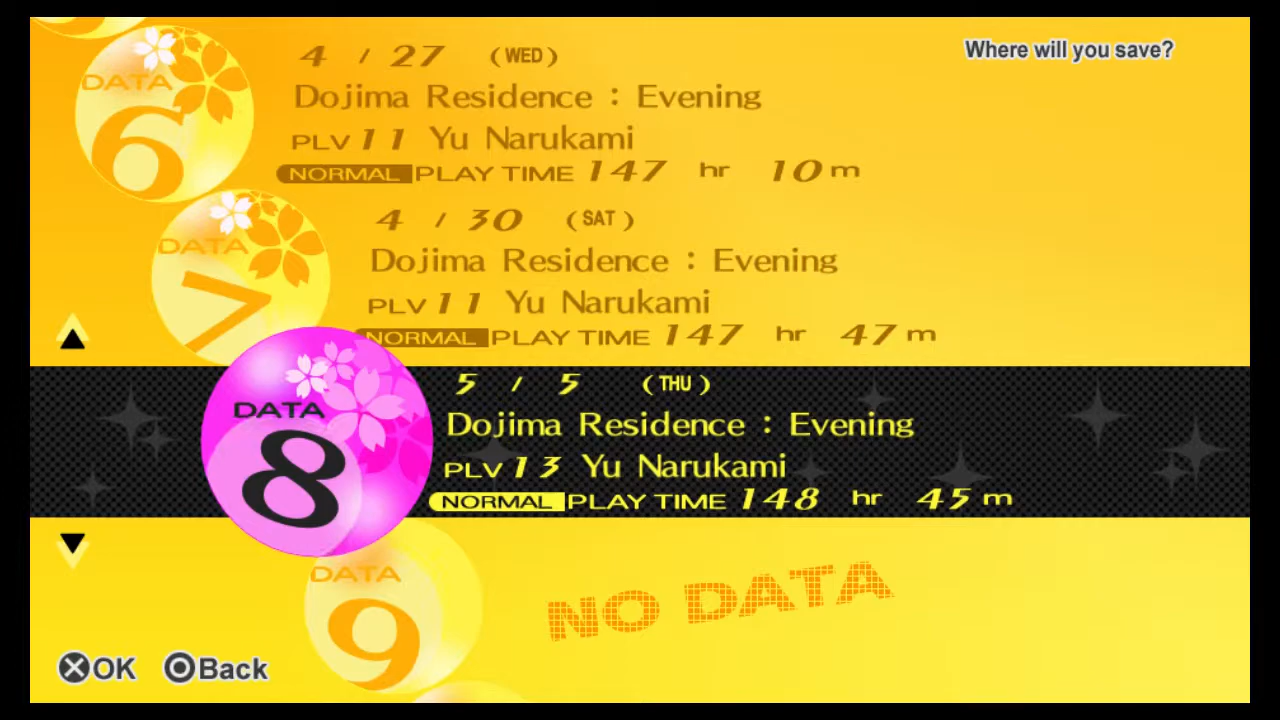 Where will you save?
DATA 6
4 / 27 (WED)
Dojima Residence : Evening
PLV 11 Yu Narukami
NORMAL PLAY TIME 147 hr 10 m
DATA 7
4 / 30 (SAT)
Dojima Residence : Evening
PLV 11 Yu Narukami
NORMAL PLAY TIME 147 hr 47 m
DATA 8
5 / 5 (THU)
Dojima Residence : Evening
PLV 13 Yu Narukami
NORMAL PLAY TIME 148 hr 45 m
DATA 9
NO DATA
OK Back